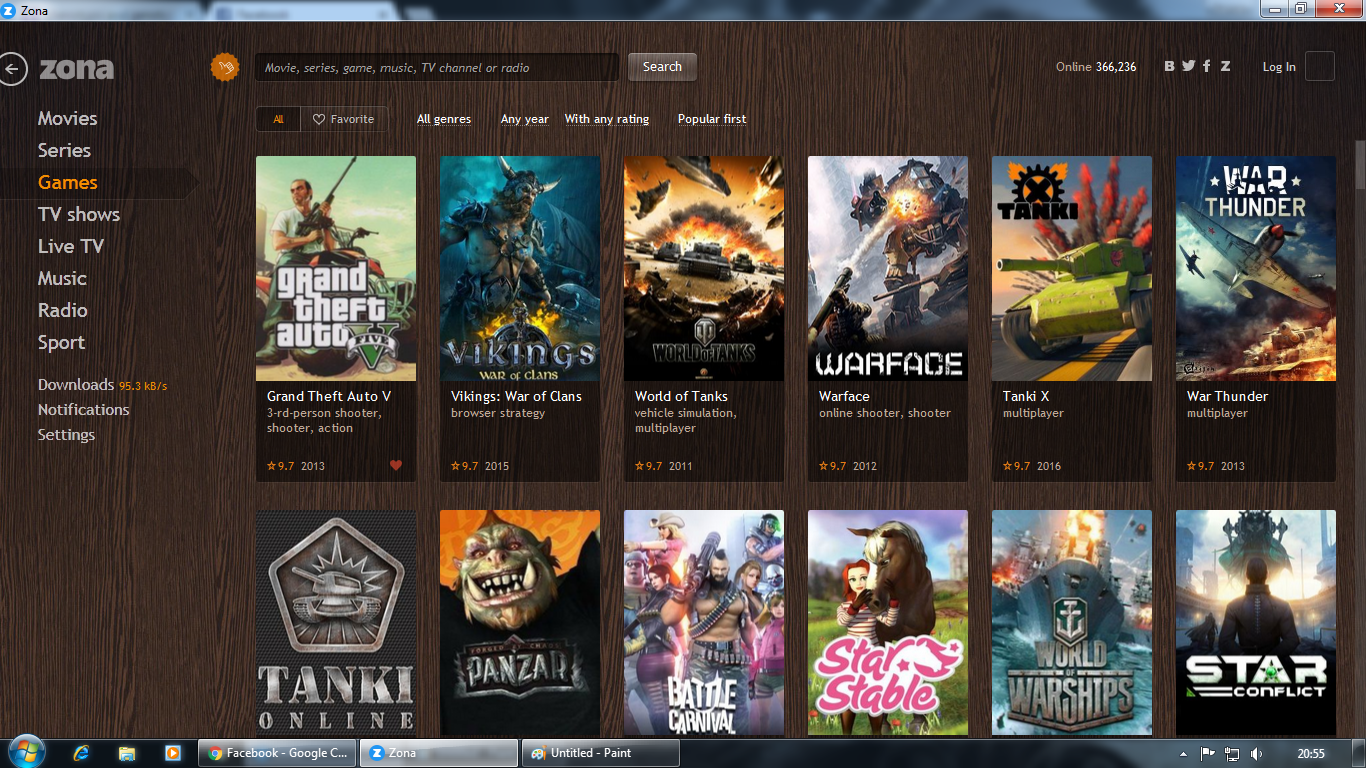 Zona
zona
Movie, series, game, music, TV channel or radio
Search
Online 366,236
B f Z
Log In
Movies
Series
Games
TV shows
Live TV
Music
Radio
Sport
Downloads 95.3 kB/s
Notifications
Settings
All
Favorite
All genres
Any year
With any rating
Popular first
grand
theft
auto V
FIVE
Grand Theft Auto V
3-rd-person shooter,
shooter, action
9.7 2013
VIKINGS
WAR OF CLANS
Vikings: War of Clans
browser strategy
9.7 2015
WORLD OF TANKS
World of Tanks
vehicle simulation,
multiplayer
9.7 2011
WARFACE
Warface
online shooter, shooter
9.7 2012
TANKI
Tanki X
multiplayer
9.7 2016
WAR
THUNDER
War Thunder
multiplayer
9.7 2013
TANKI
ONLINE
FORGED BY CHAOS
PANZAR
BATTLE
CARNIVAL
Star
Stable
WORLD
OF
WARSHIPS
STAR
CONFLICT
Facebook - Google C...
Zona
Untitled - Paint
20:55